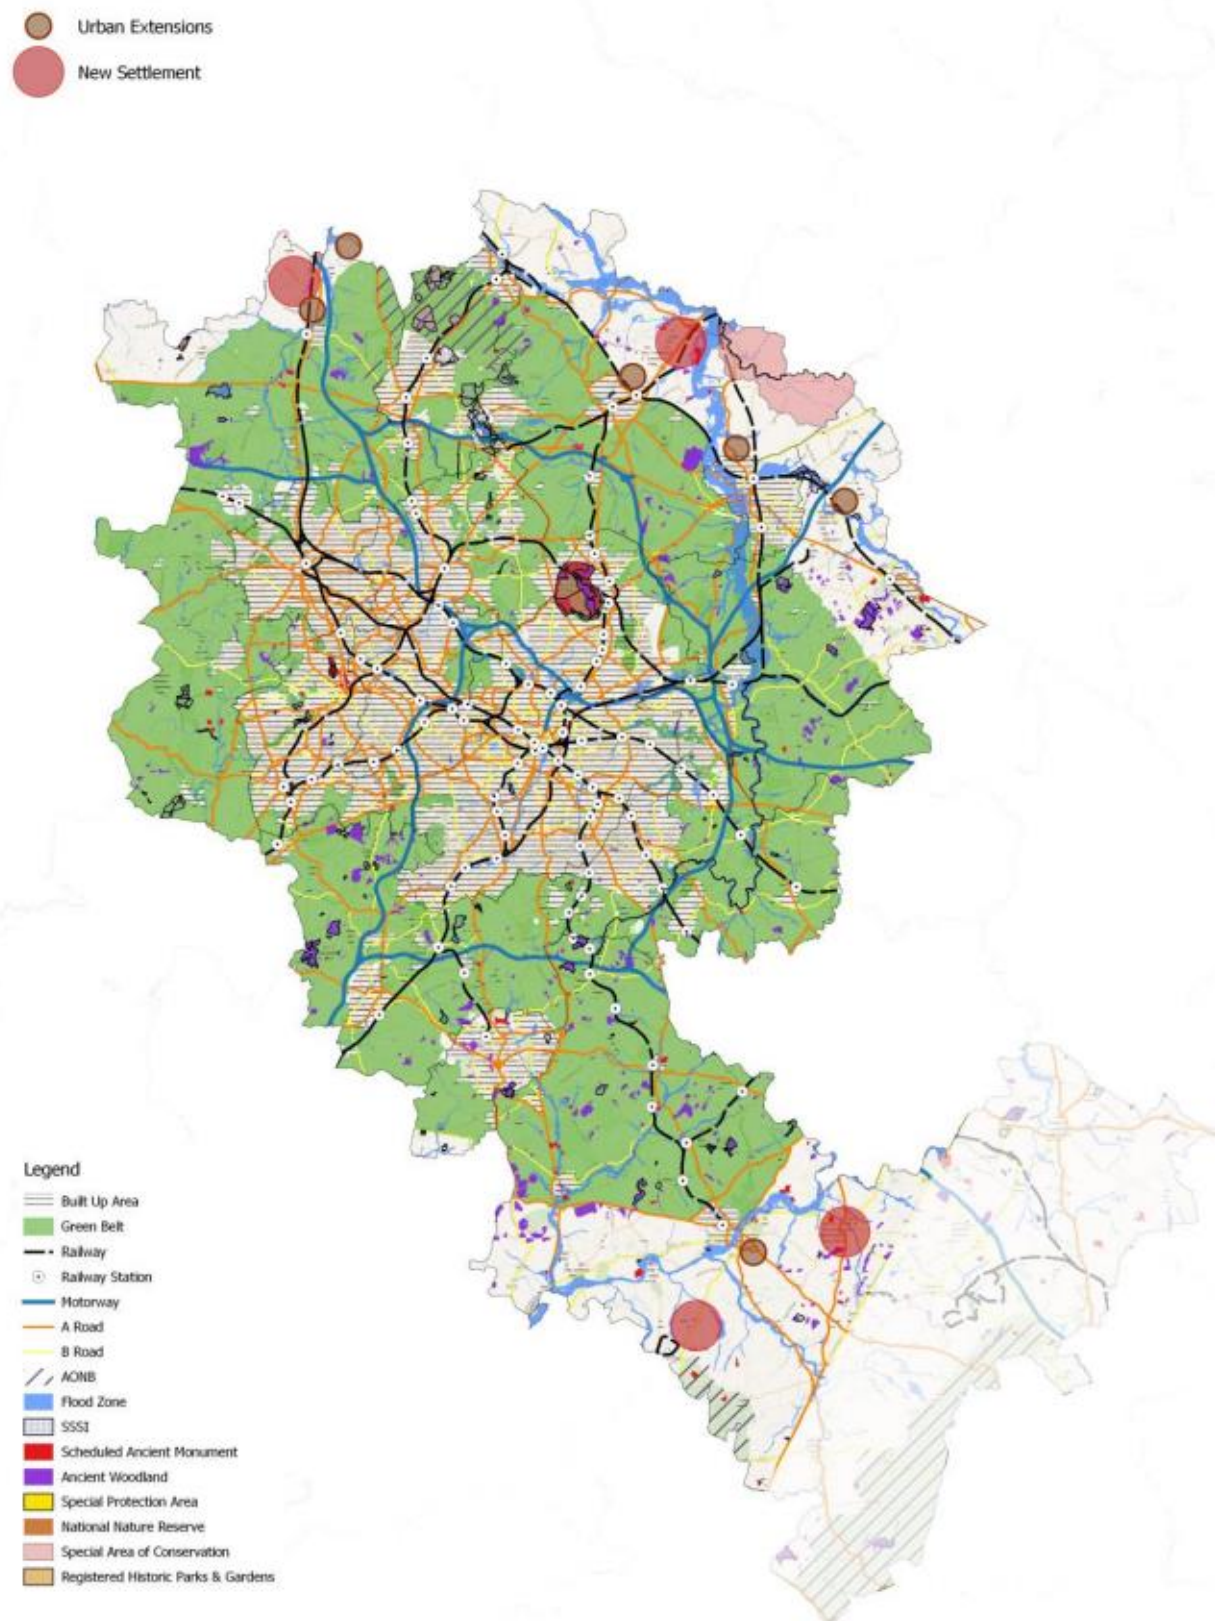 Urban Extensions
New Settlement
Legend
Built Up Area
Green Belt
Railway
Railway Station
Motorway
A Road
B Road
AONB
Flood Zone
SSSI
Scheduled Ancient Monument
Ancient Woodland
Special Protection Area
National Nature Reserve
Special Area of Conservation
Registered Historic Parks & Gardens